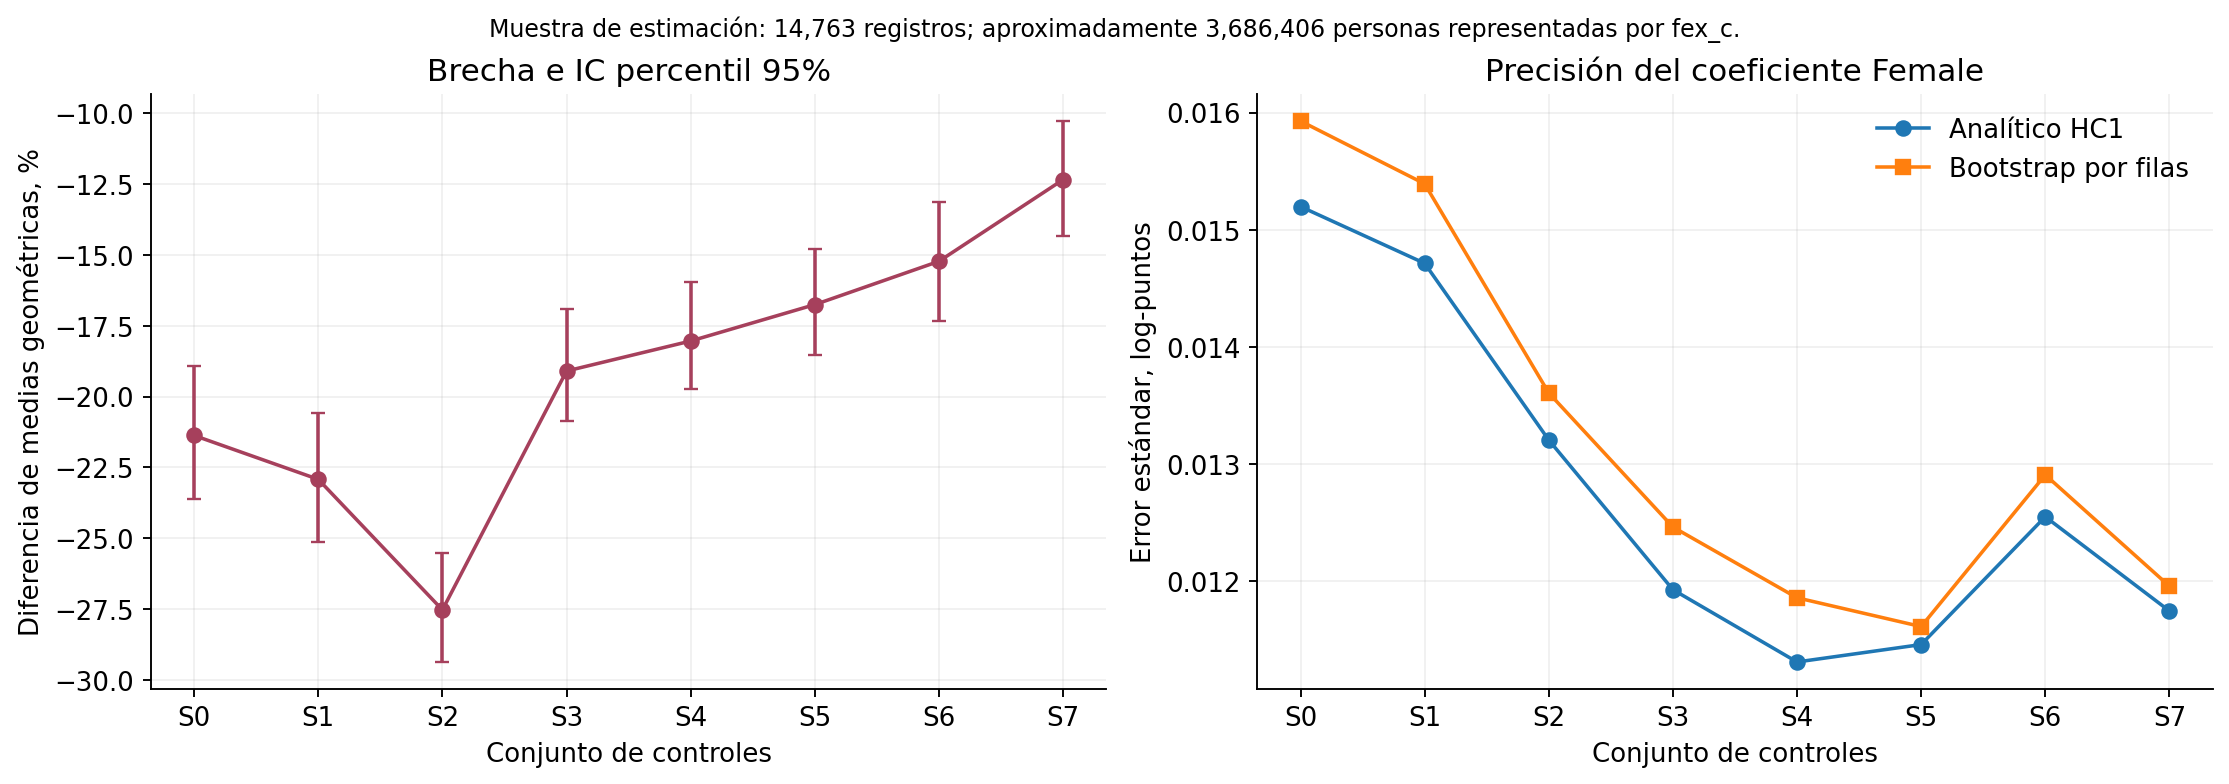 Muestra de estimación: 14,763 registros; aproximadamente 3,686,406 personas representadas por fex_c.
Brecha e IC percentil 95%
Diferencia de medias geométricas, %
−10.0
−12.5
−15.0
−17.5
−20.0
−22.5
−25.0
−27.5
−30.0
S0 S1 S2 S3 S4 S5 S6 S7
Conjunto de controles
Precisión del coeficiente Female
Error estándar, log-puntos
0.016
0.015
0.014
0.013
0.012
Analítico HC1
Bootstrap por filas
S0 S1 S2 S3 S4 S5 S6 S7
Conjunto de controles